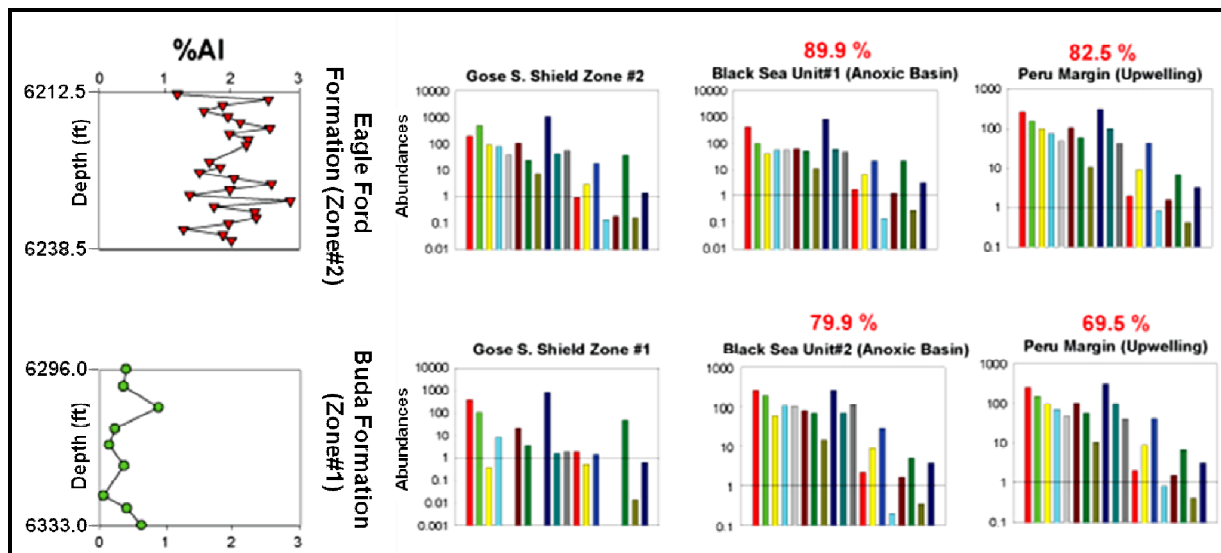 %Al
0 1 2 3
6212.5
Depth (ft)
6238.5
Eagle Ford
Formation (Zone#2)
Gose S. Shield Zone #2
Abundances
10000
1000
100
10
1
0.1
0.01
89.9 %
Black Sea Unit#1 (Anoxic Basin)
10000
1000
100
10
1
0.1
0.01
82.5 %
Peru Margin (Upwelling)
1000
100
10
1
0.1
6296.0
Depth (ft)
6333.0
0 1 2 3
Buda Formation
(Zone#1)
Gose S. Shield Zone #1
Abundances
10000
1000
100
10
1
0.1
0.01
0.001
79.9 %
Black Sea Unit#2 (Anoxic Basin)
1000
100
10
1
0.1
69.5 %
Peru Margin (Upwelling)
1000
100
10
1
0.1